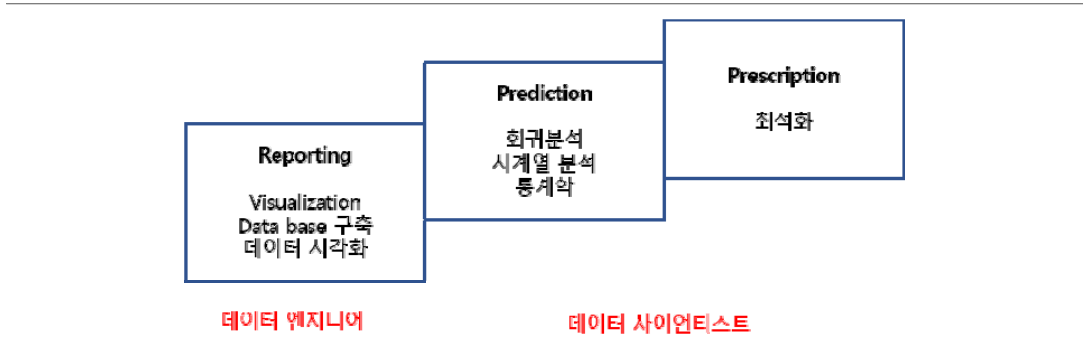 Reporting
Visualization
Data base 구축
데이터 시각화
Prediction
회귀분석
시계열 분석
통계학
Prescription
최석화
데이터 엔지니어
데이터 사이언티스트